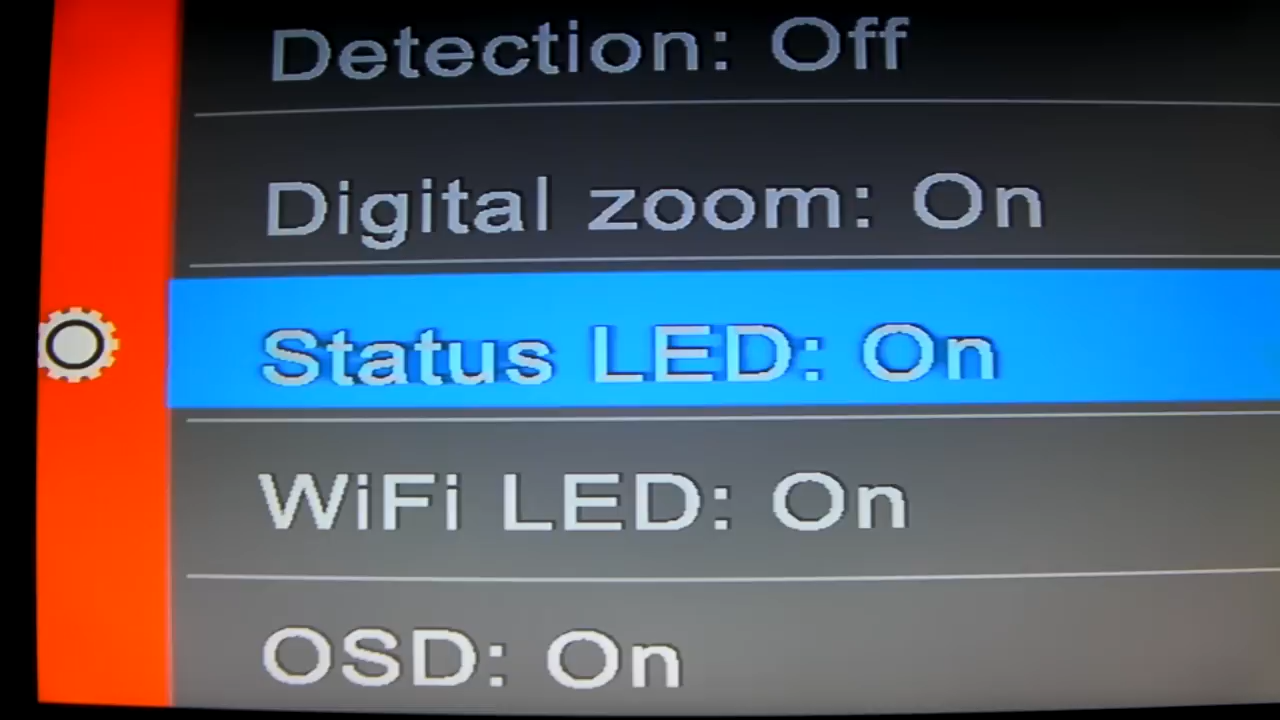 Detection: Off
Digital zoom: On
Status LED: On
WiFi LED: On
OSD: On